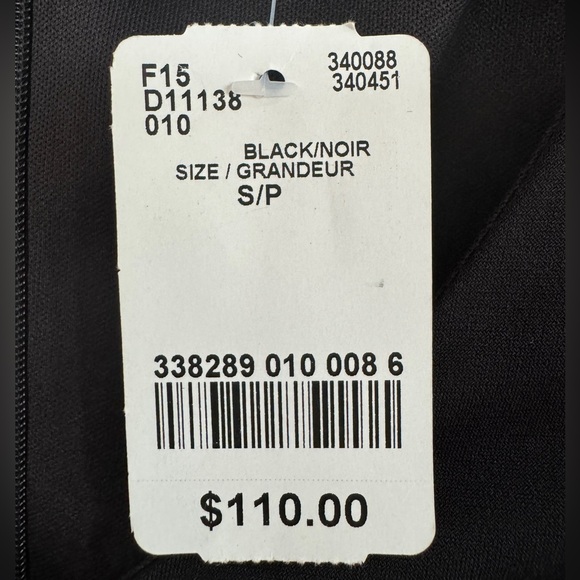 F15 340088
D11138 340451
010
BLACK/NOIR
SIZE / GRANDEUR
S/P
338289 010 008 6
$110.00